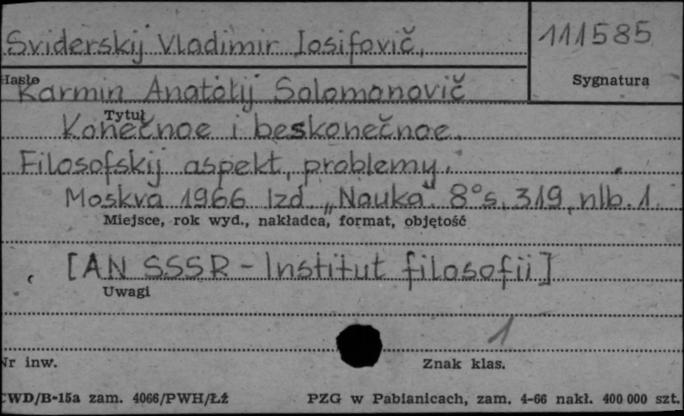 Sviderskij Vladimir Iosifovič, 111585
Hasło Sygnatura
Karmin Anatolij Solomonovič
Tytuł
Konečnoe i beskonečnoe.
Filosofskij aspekt, problemy.
Moskva 1966 Izd. „Nauka" 8° s. 319, nlb. 1.
Miejsce, rok wyd., nakładca, format, objętość
[AN SSSR - Institut filosofii]
Uwagi
1
Nr inw. Znak klas.
CWD/B-15a zam. 4066/PWH/Łź PZG w Pabianicach, zam. 4-66 nakł. 400 000 szt.